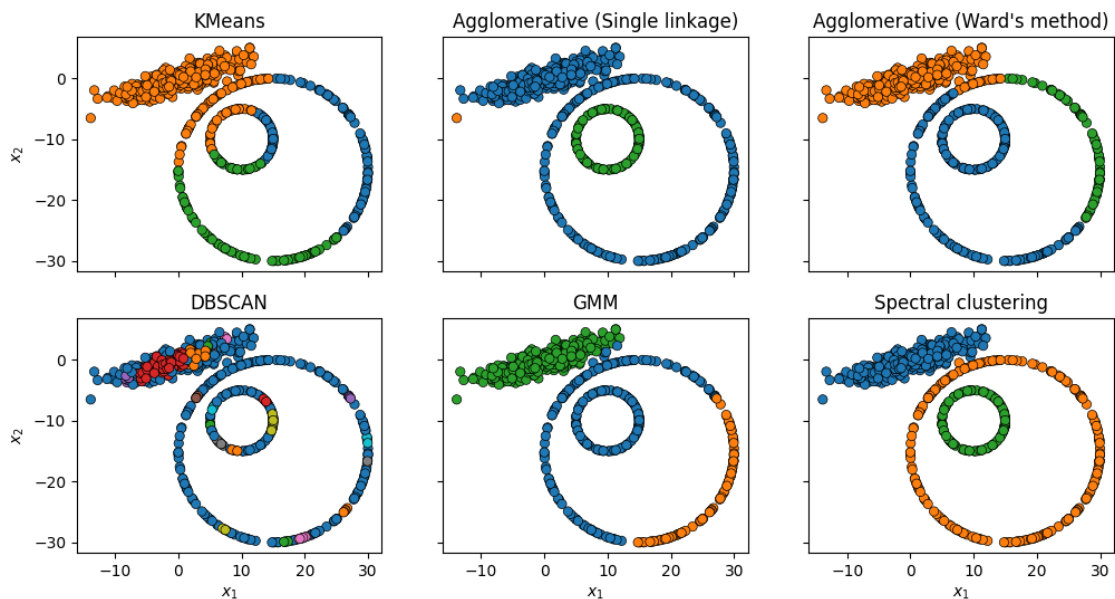 KMeans
Agglomerative (Single linkage)
Agglomerative (Ward's method)
0
−10
−20
−30
x₂
DBSCAN
GMM
Spectral clustering
0
−10
−20
−30
x₂
−10 0 10 20 30
−10 0 10 20 30
−10 0 10 20 30
x₁
x₁
x₁